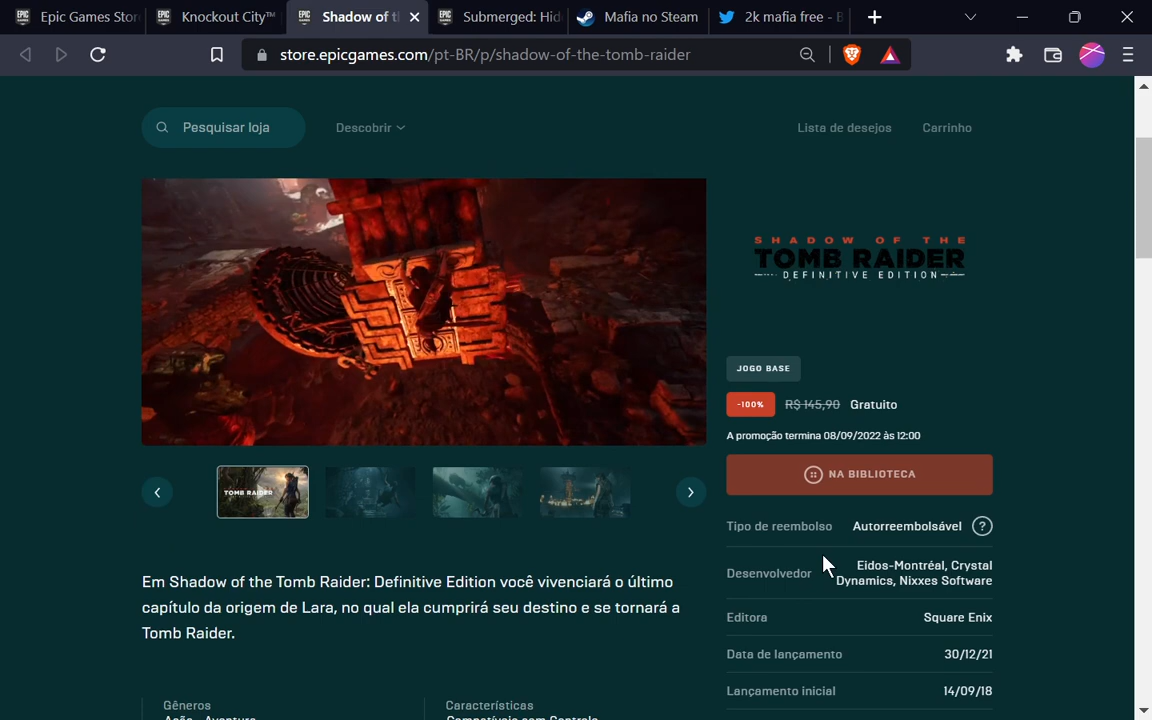 Epic Games Stor
Knockout City™
Shadow of t
Submerged: Hid
Mafia no Steam
2k mafia free - B
store.epicgames.com/pt-BR/p/shadow-of-the-tomb-raider
Pesquisar loja
Descobrir
Lista de desejos
Carrinho
SHADOW OF THE
TOMB RAIDER
DEFINITIVE EDITION
JOGO BASE
-100% R$ 145,90 Gratuito
A promoção termina 08/09/2022 às 12:00
NA BIBLIOTECA
TOMB RAIDER
Tipo de reembolso Autorreembolsável ?
Desenvolvedor Eidos-Montréal, Crystal
Dynamics, Nixxes Software
Editora Square Enix
Data de lançamento 30/12/21
Lançamento inicial 14/09/18
Em Shadow of the Tomb Raider: Definitive Edition você vivenciará o último
capítulo da origem de Lara, no qual ela cumprirá seu destino e se tornará a
Tomb Raider.
Gêneros
Ação Aventura
Características
Compatíveis com Controle